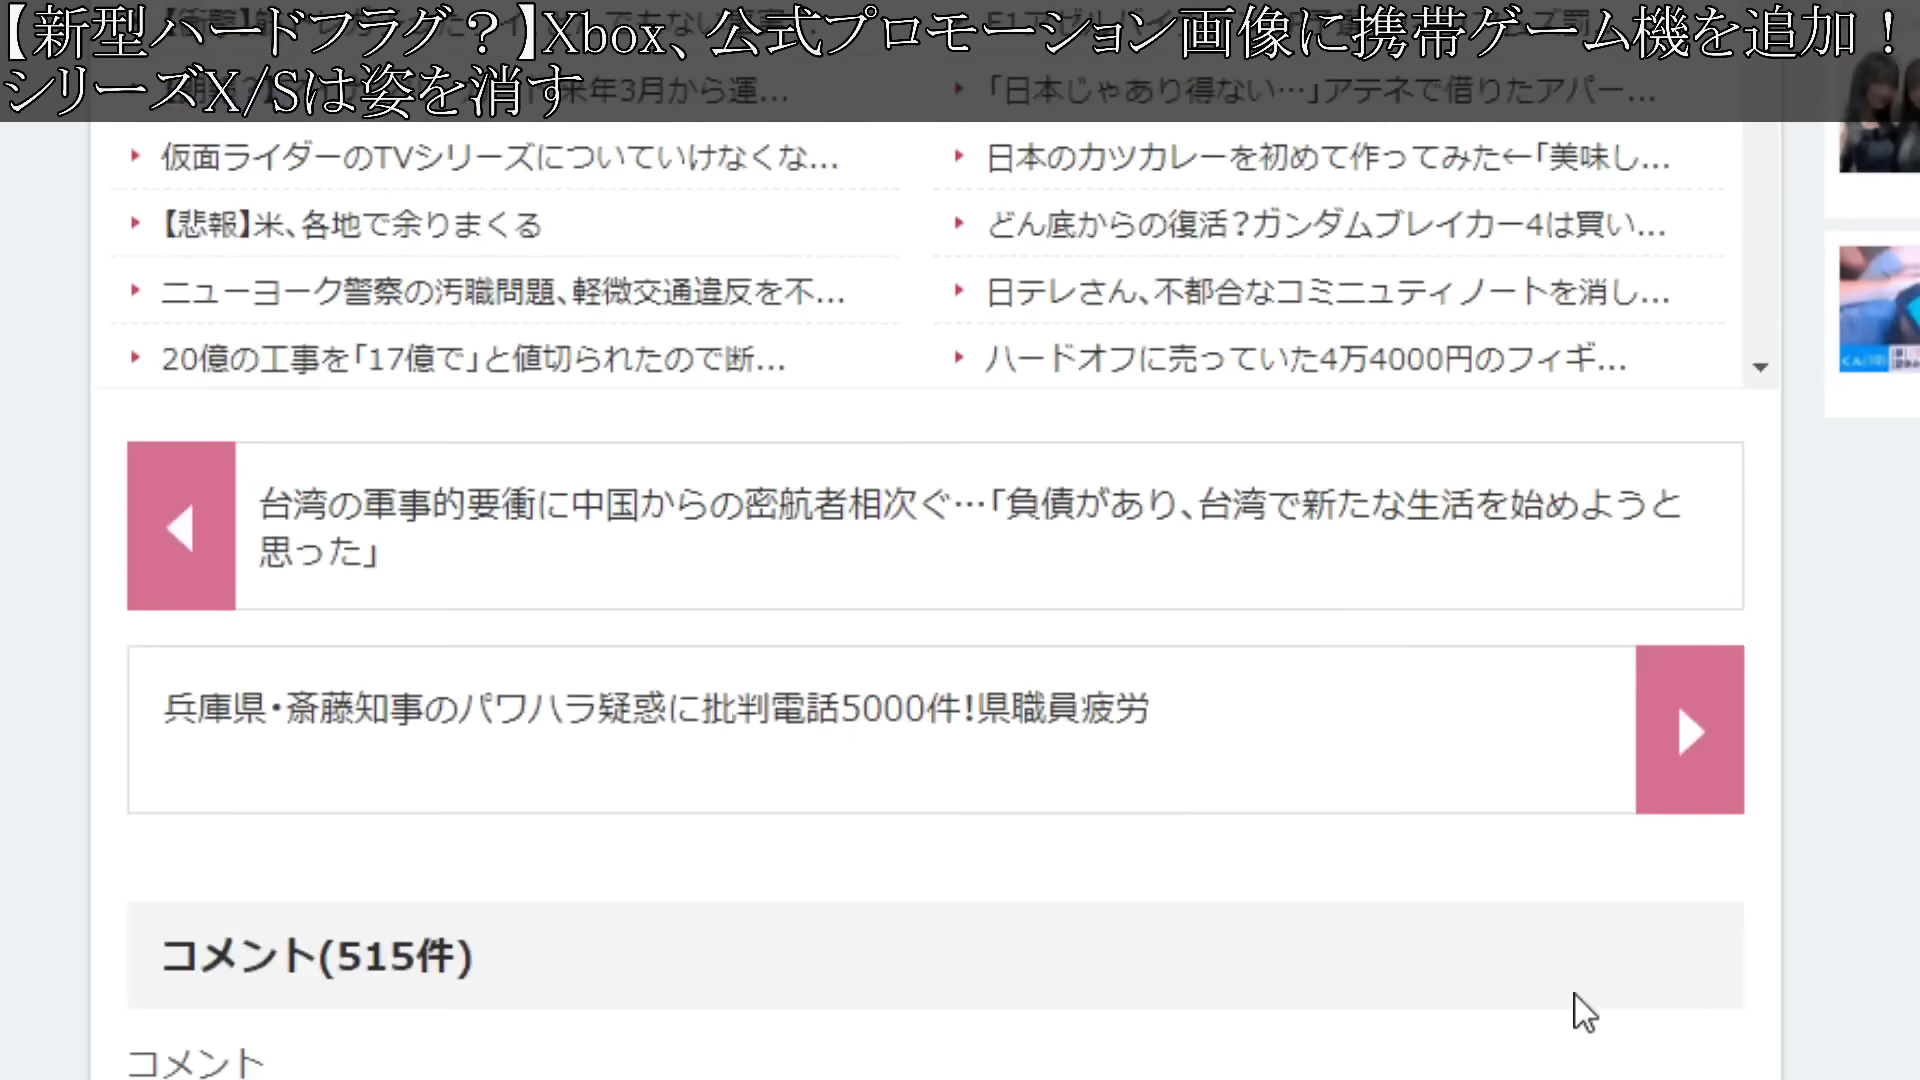 【新型ハードフラグ？】Xbox、公式プロモーション画像に携帯ゲーム機を追加！
シリーズX/Sは姿を消す
来年3月から運...
「日本じゃあり得ない…」アテネで借りたアパー...
仮面ライダーのTVシリーズについていけなくな...
日本のカツカレーを初めて作ってみた←「美味し...
【悲報】米、各地で余りまくる
どん底からの復活？ガンダムブレイカー4は買い...
ニューヨーク警察の汚職問題、軽微交通違反を不...
日テレさん、不都合なコミニュティノートを消し...
20億の工事を「17億で」と値切られたので断...
ハードオフに売っていた4万4000円のフィギ...
台湾の軍事的要衝に中国からの密航者相次ぐ…「負債があり、台湾で新たな生活を始めようと
思った」
兵庫県・斎藤知事のパワハラ疑惑に批判電話5000件！県職員疲労
コメント(515件)
コメント